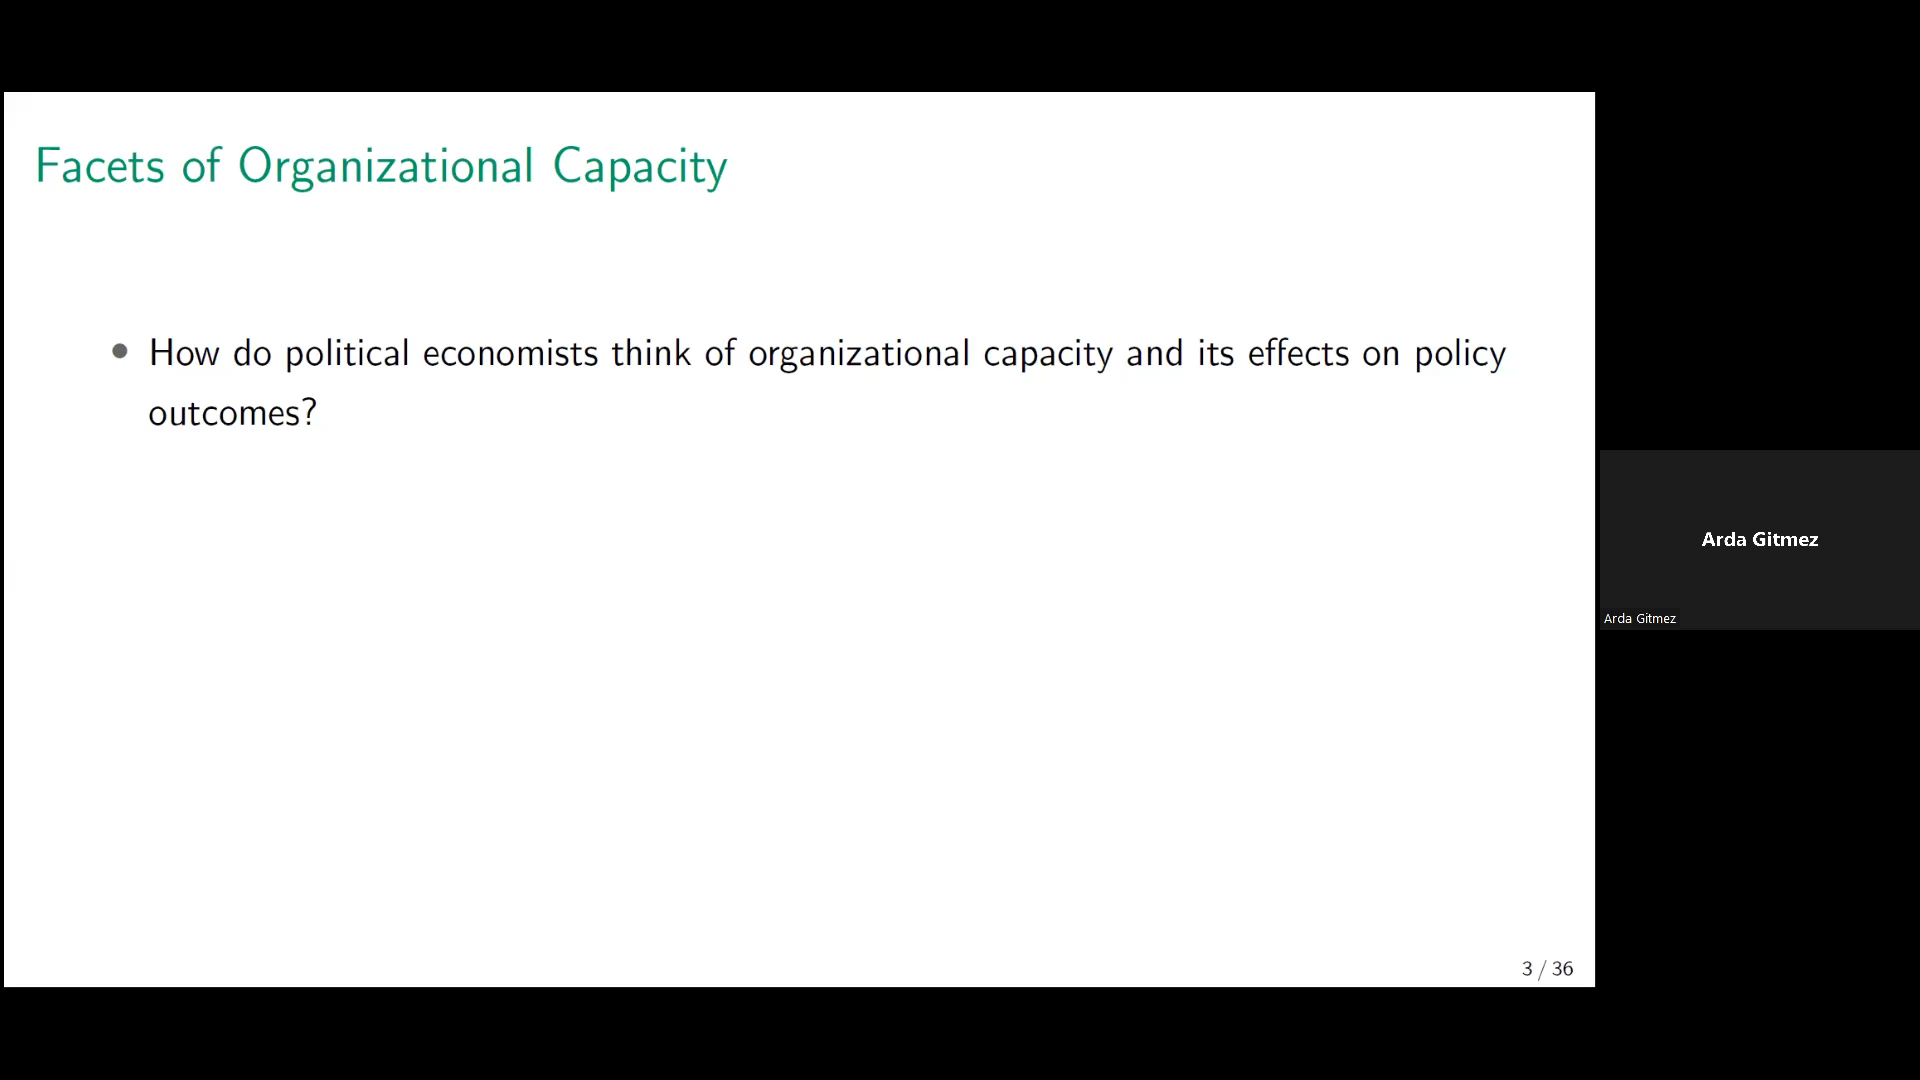 Facets of Organizational Capacity
• How do political economists think of organizational capacity and its effects on policy
outcomes?
3 / 36
Arda Gitmez
Arda Gitmez